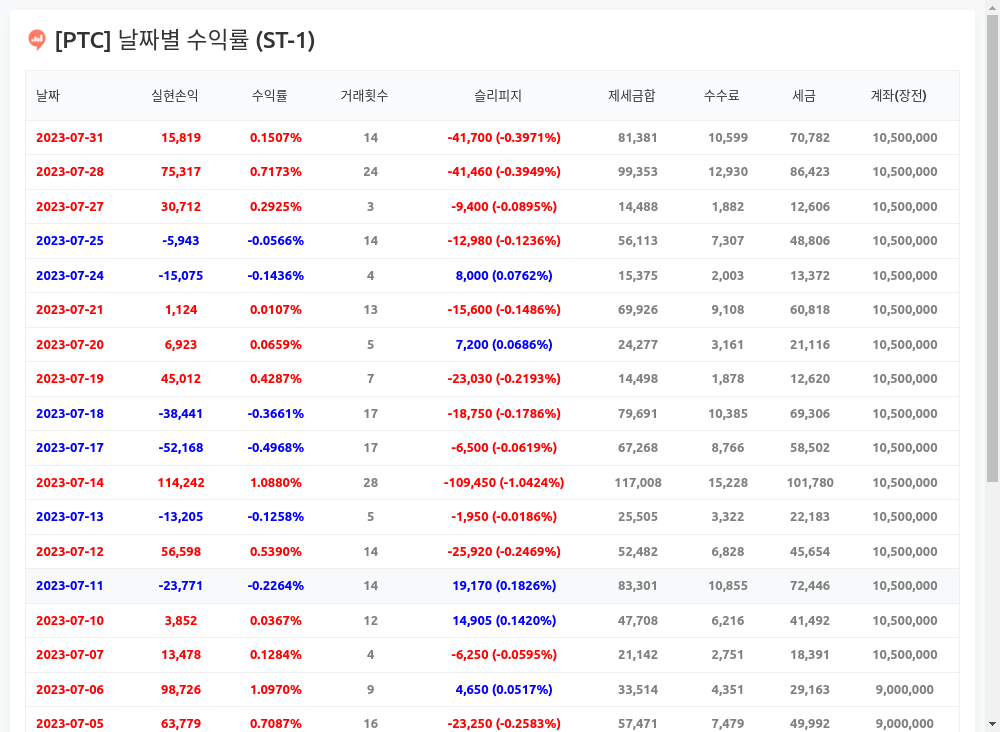 [PTC] 날짜별 수익률 (ST-1)
날짜 실현손익 수익률 거래횟수 슬리피지 제세금합 수수료 세금 계좌(장전)
2023-07-31 15,819 0.1507% 14 -41,700 (-0.3971%) 81,381 10,599 70,782 10,500,000
2023-07-28 75,317 0.7173% 24 -41,460 (-0.3949%) 99,353 12,930 86,423 10,500,000
2023-07-27 30,712 0.2925% 3 -9,400 (-0.0895%) 14,488 1,882 12,606 10,500,000
2023-07-25 -5,943 -0.0566% 14 -12,980 (-0.1236%) 56,113 7,307 48,806 10,500,000
2023-07-24 -15,075 -0.1436% 4 8,000 (0.0762%) 15,375 2,003 13,372 10,500,000
2023-07-21 1,124 0.0107% 13 -15,600 (-0.1486%) 69,926 9,108 60,818 10,500,000
2023-07-20 6,923 0.0659% 5 7,200 (0.0686%) 24,277 3,161 21,116 10,500,000
2023-07-19 45,012 0.4287% 7 -23,030 (-0.2193%) 14,498 1,878 12,620 10,500,000
2023-07-18 -38,441 -0.3661% 17 -18,750 (-0.1786%) 79,691 10,385 69,306 10,500,000
2023-07-17 -52,168 -0.4968% 17 -6,500 (-0.0619%) 67,268 8,766 58,502 10,500,000
2023-07-14 114,242 1.0880% 28 -109,450 (-1.0424%) 117,008 15,228 101,780 10,500,000
2023-07-13 -13,205 -0.1258% 5 -1,950 (-0.0186%) 25,505 3,322 22,183 10,500,000
2023-07-12 56,598 0.5390% 14 -25,920 (-0.2469%) 52,482 6,828 45,654 10,500,000
2023-07-11 -23,771 -0.2264% 14 19,170 (0.1826%) 83,301 10,855 72,446 10,500,000
2023-07-10 3,852 0.0367% 12 14,905 (0.1420%) 47,708 6,216 41,492 10,500,000
2023-07-07 13,478 0.1284% 4 -6,250 (-0.0595%) 21,142 2,751 18,391 10,500,000
2023-07-06 98,726 1.0970% 9 4,650 (0.0517%) 33,514 4,351 29,163 9,000,000
2023-07-05 63,779 0.7087% 16 -23,250 (-0.2583%) 57,471 7,479 49,992 9,000,000